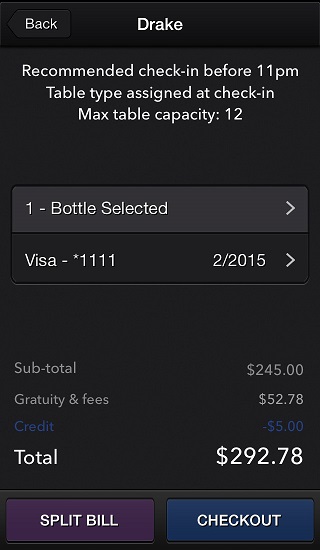 Back
Drake
Recommended check-in before 11pm
Table type assigned at check-in
Max table capacity: 12
1 - Bottle Selected
Visa - *1111 2/2015
Sub-total $245.00
Gratuity & fees $52.78
Credit -$5.00
Total $292.78
SPLIT BILL CHECKOUT